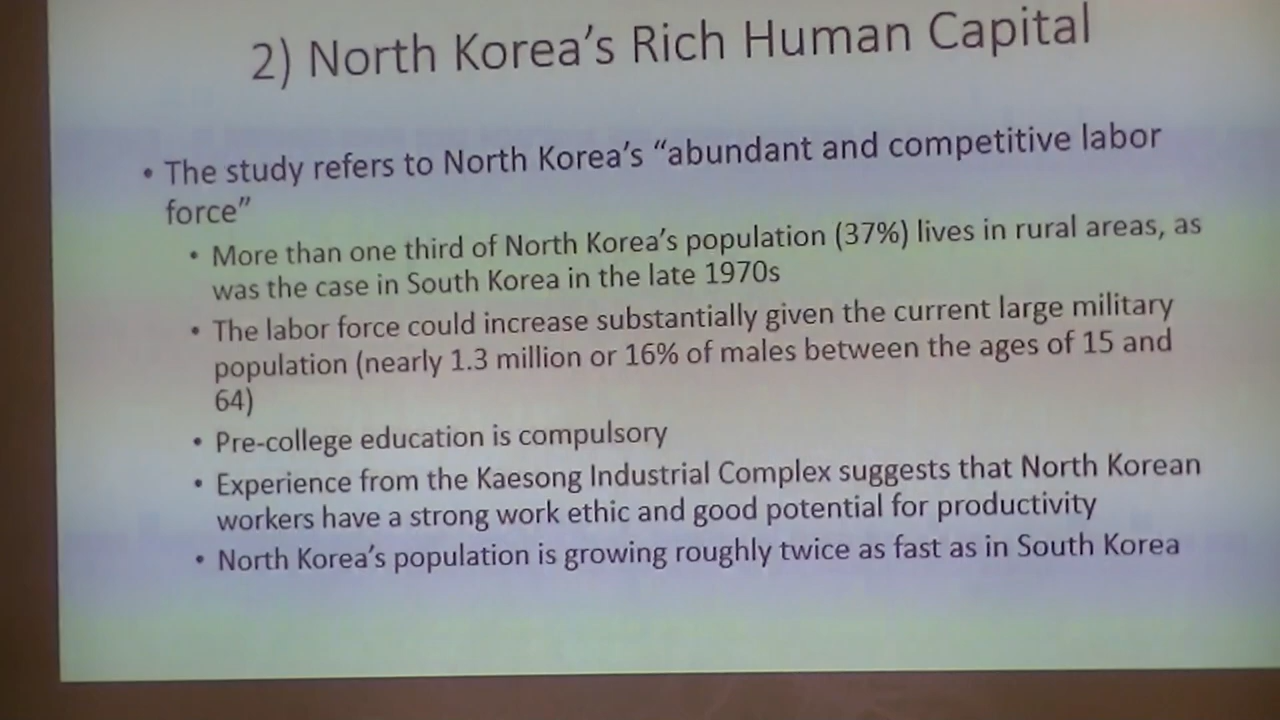 2) North Korea's Rich Human Capital
• The study refers to North Korea's “abundant and competitive labor
force”
• More than one third of North Korea's population (37%) lives in rural areas, as
was the case in South Korea in the late 1970s
• The labor force could increase substantially given the current large military
population (nearly 1.3 million or 16% of males between the ages of 15 and
64)
• Pre-college education is compulsory
• Experience from the Kaesong Industrial Complex suggests that North Korean
workers have a strong work ethic and good potential for productivity
• North Korea's population is growing roughly twice as fast as in South Korea